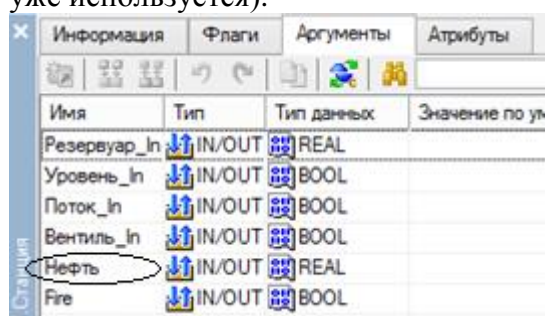 уже используется).
Информация Флаги Аргументы Атрибуты
Имя Тип Тип данных Значение по ум
Резервуар_In IN/OUT REAL
Уровень_In IN/OUT BOOL
Поток_In IN/OUT BOOL
Вентиль_In IN/OUT BOOL
Нефть IN/OUT REAL
Fire IN/OUT BOOL
Станция